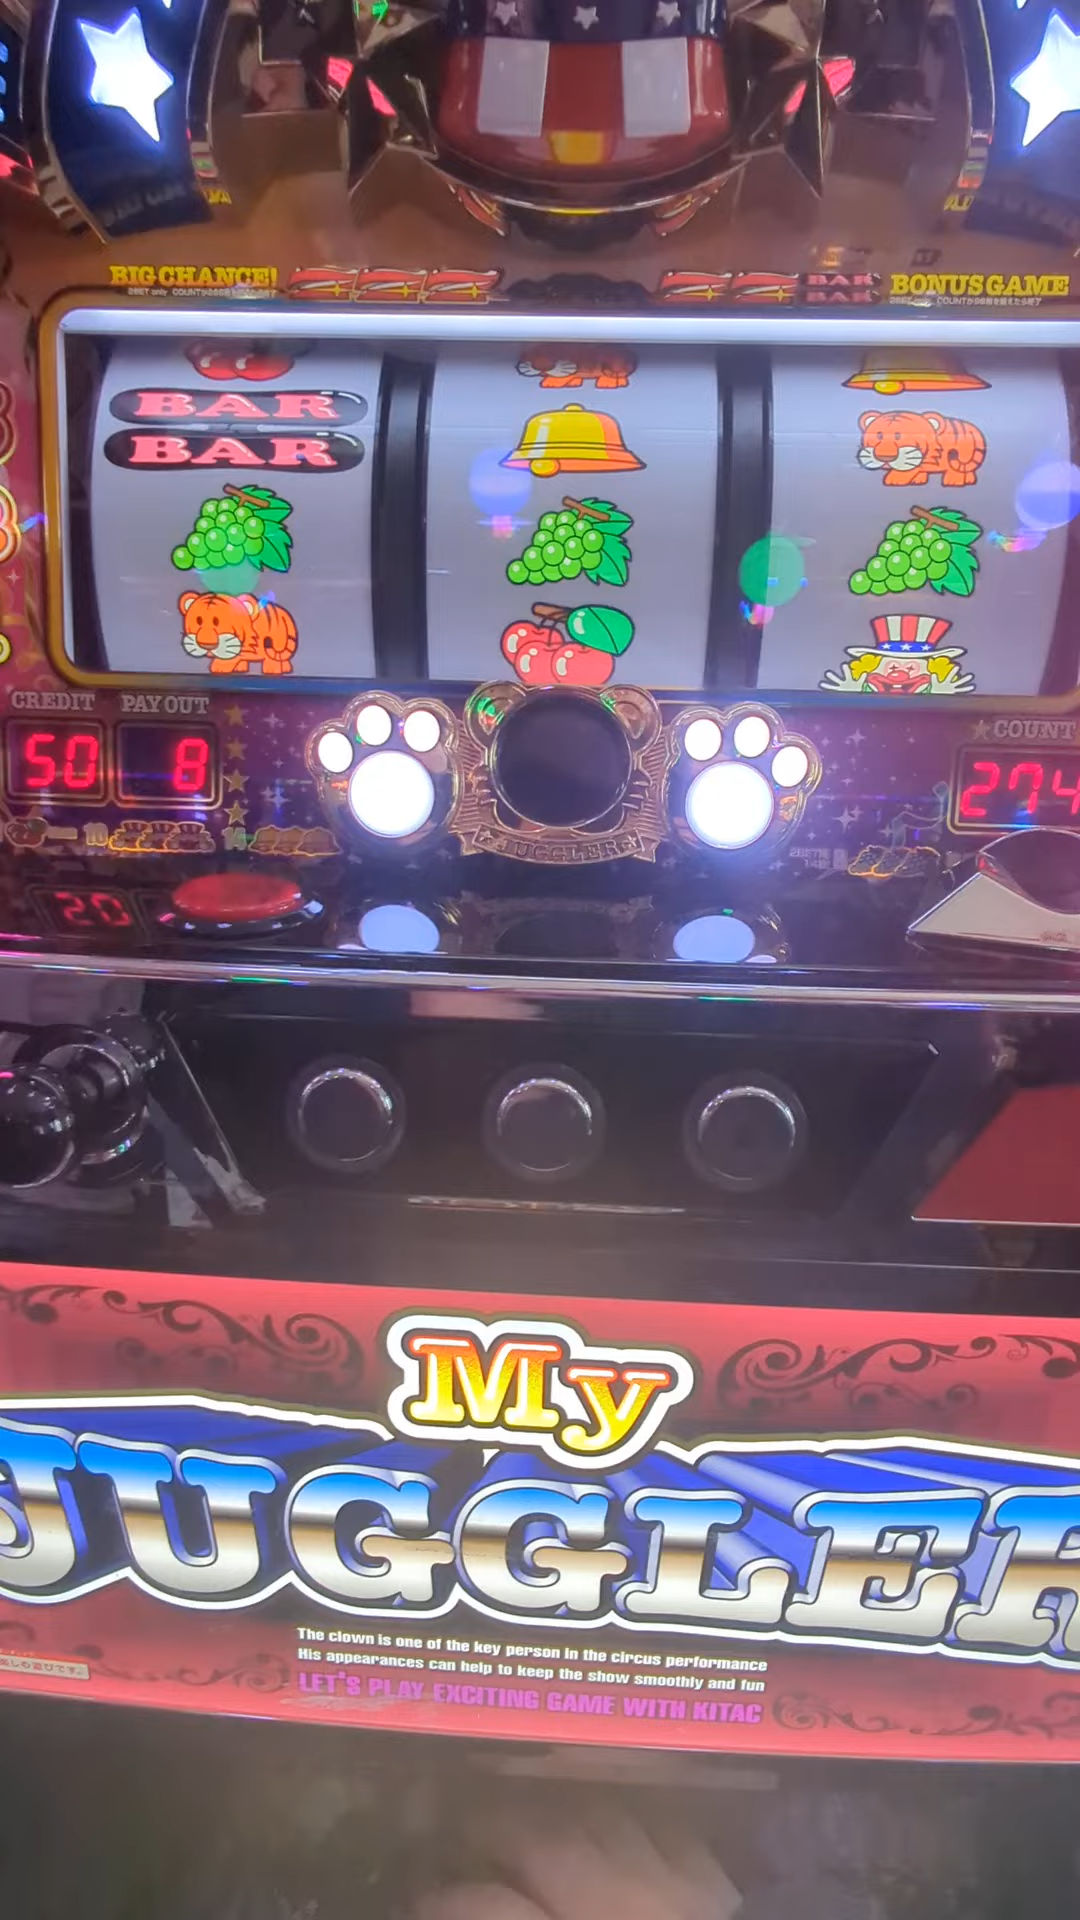 BIG CHANCE!
BAR
BAR
BONUS GAME
BAR
BAR
CREDIT
PAY OUT
COUNT
50
8
274
JUGGLER
20
My
JUGGLER
The clown is one of the key person in the circus performance
His appearances can help to keep the show smoothly and fun
LET'S PLAY EXCITING GAME WITH KITAC